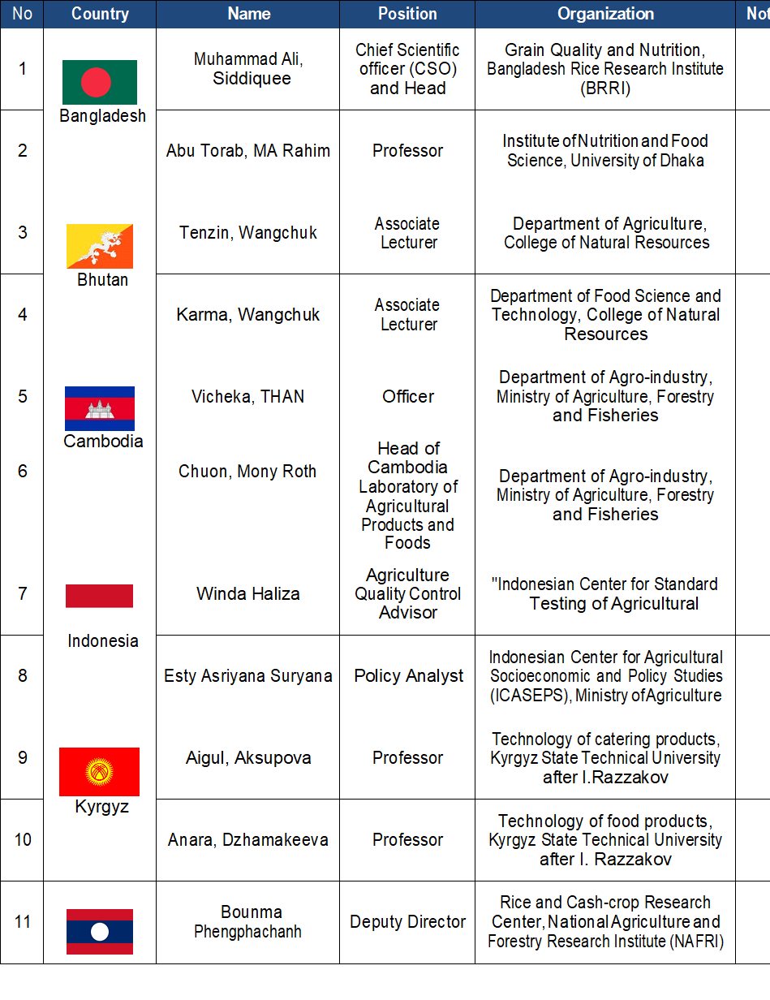 No Country Name Position Organization Not
1 Bangladesh Muhammad Ali,
Siddiquee
Chief Scientific
officer (CSO)
and Head
Grain Quality and Nutrition,
Bangladesh Rice Research Institute
(BRRI)
2 Abu Torab, MA Rahim Professor
Institute of Nutrition and Food
Science, University of Dhaka
3 Bhutan Tenzin, Wangchuk
Associate
Lecturer
Department of Agriculture,
College of Natural Resources
4 Karma, Wangchuk
Associate
Lecturer
Department of Food Science and
Technology, College of Natural
Resources
5 Cambodia Vicheka, THAN Officer
Department of Agro-industry,
Ministry of Agriculture, Forestry
and Fisheries
6 Chuon, Mony Roth
Head of
Cambodia
Laboratory of
Agricultural
Products and
Foods
Department of Agro-industry,
Ministry of Agriculture, Forestry
and Fisheries
7 Indonesia Winda Haliza
Agriculture
Quality Control
Advisor
"Indonesian Center for Standard
Testing of Agricultural
8 Esty Asriyana Suryana Policy Analyst
Indonesian Center for Agricultural
Socioeconomic and Policy Studies
(ICASEPS), Ministry of Agriculture
9 Kyrgyz Aigul, Aksupova Professor
Technology of catering products,
Kyrgyz State Technical University
after I.Razzakov
10 Anara, Dzhamakeeva Professor
Technology of food products,
Kyrgyz State Technical University
after I. Razzakov
11 Bounma
Phengphachanh
Deputy Director
Rice and Cash-crop Research
Center, National Agriculture and
Forestry Research Institute (NAFRI)